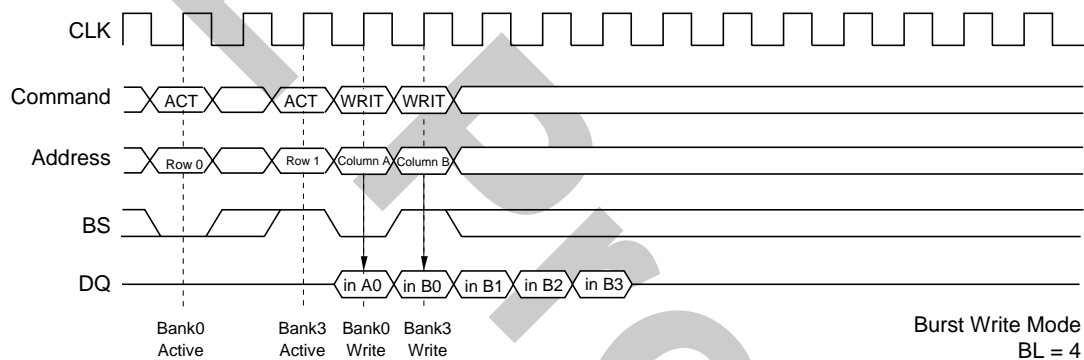 CLK
Command ACT ACT WRIT WRIT
Address Row 0 Row 1 Column A Column B
BS
DQ in A0 in B0 in B1 in B2 in B3
Bank0 Bank3 Bank0 Bank3
Active Active Write Write
Burst Write Mode
BL = 4